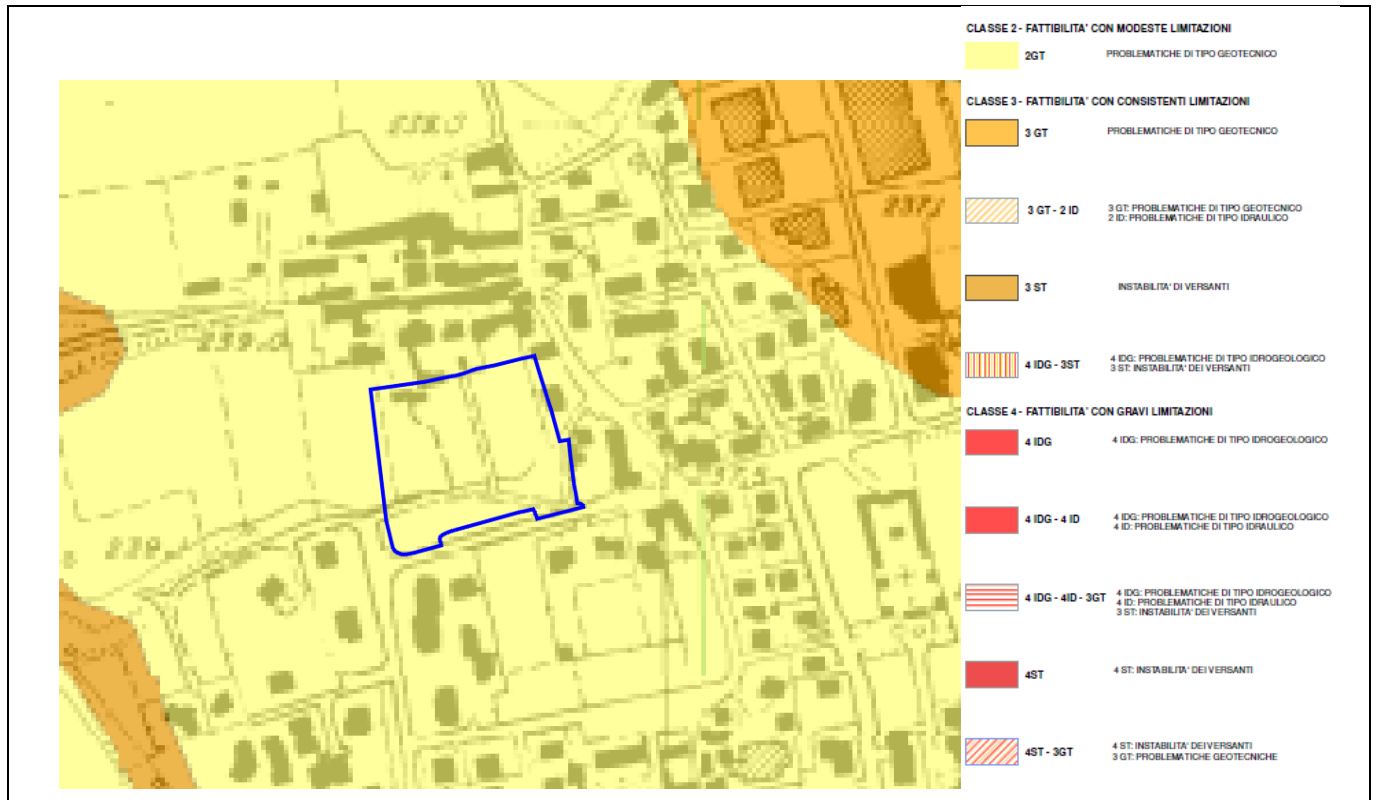 CLASSE 2 - FATTIBILITA' CON MODESTE LIMITAZIONI
2GT PROBLEMATICHE DI TIPO GEOTECNICO
CLASSE 3 - FATTIBILITA' CON CONSISTENTI LIMITAZIONI
3 GT PROBLEMATICHE DI TIPO GEOTECNICO
3 GT - 2 ID 3 GT: PROBLEMATICHE DI TIPO GEOTECNICO
2 ID: PROBLEMATICHE DI TIPO IDRAULICO
3 ST INSTABILITA' DI VERSANTI
4 IDG - 3ST 4 IDG: PROBLEMATICHE DI TIPO IDROGEOLOGICO
3 ST: INSTABILITA' DEI VERSANTI
CLASSE 4 - FATTIBILITA' CON GRAVI LIMITAZIONI
4 IDG 4 IDG: PROBLEMATICHE DI TIPO IDROGEOLOGICO
4 IDG - 4 ID 4 IDG: PROBLEMATICHE DI TIPO IDROGEOLOGICO
4 ID: PROBLEMATICHE DI TIPO IDRAULICO
4 IDG - 4ID - 3GT 4 IDG: PROBLEMATICHE DI TIPO IDROGEOLOGICO
4 ID: PROBLEMATICHE DI TIPO IDRAULICO
3 ST: INSTABILITA' DEI VERSANTI
4ST 4 ST: INSTABILITA' DEI VERSANTI
4ST - 3GT 4 ST: INSTABILITA' DEI VERSANTI
3 GT: PROBLEMATICHE GEOTECNICHE